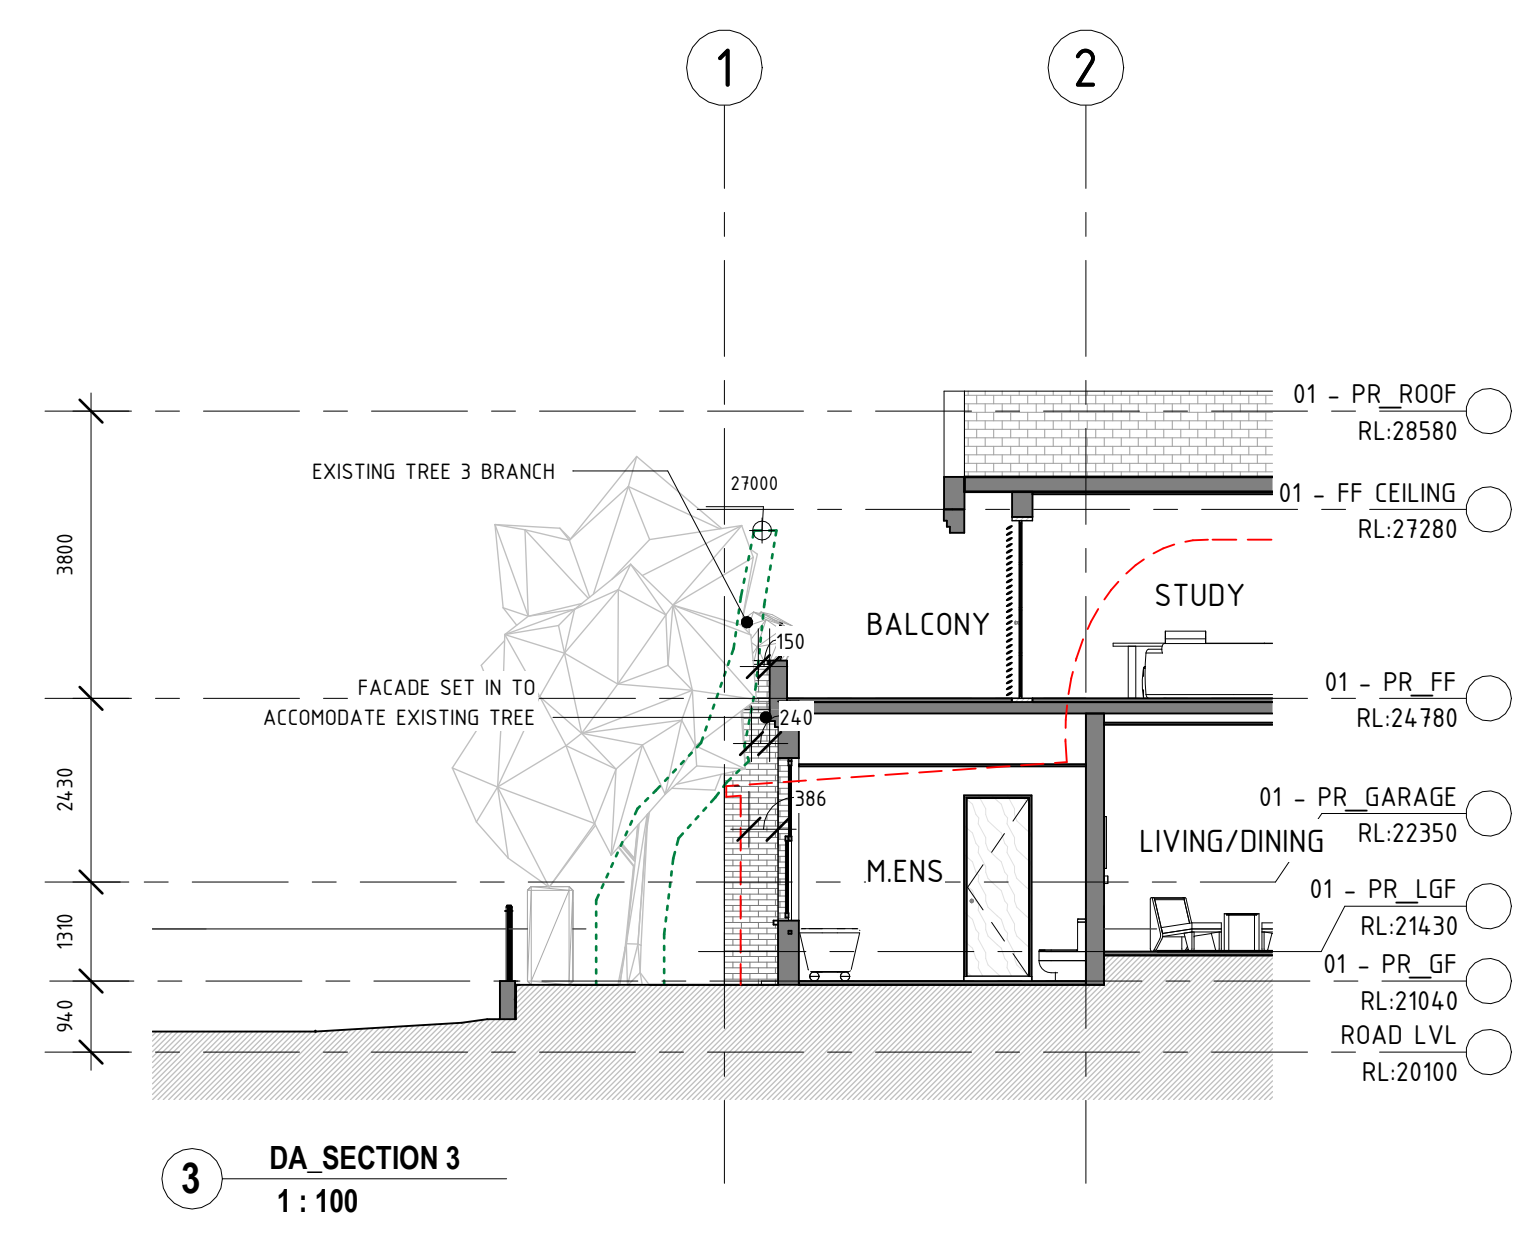 1
2
01 - PR_ROOF
RL:28580
EXISTING TREE 3 BRANCH
27000
01 - FF CEILING
RL:27280
3800
STUDY
BALCONY
150
FACADE SET IN TO
ACCOMODATE EXISTING TREE
240
01 - PR_FF
RL:24780
2430
386
01 - PR_GARAGE
RL:22350
LIVING/DINING
M.ENS
01 - PR_LGF
RL:21430
1310
01 - PR_GF
RL:21040
940
ROAD LVL
RL:20100
3
DA_SECTION 3
1 : 100